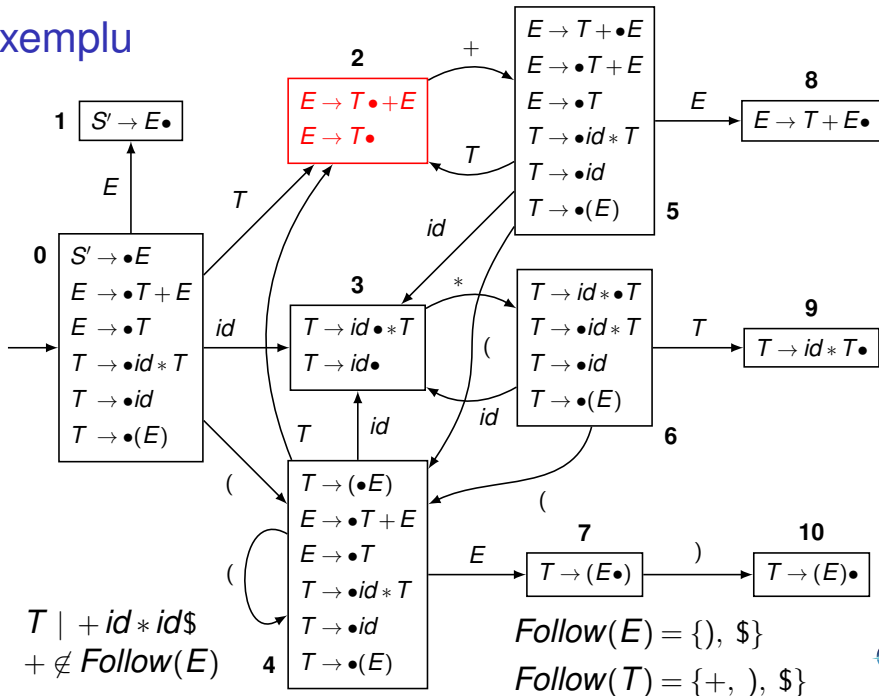 xemplu
1
S′ → E•
E
0
S′ → •E
E → •T + E
E → •T
T → •id ∗ T
T → •id
T → •(E)
T
id
(
2
E → T • + E
E → T•
+
T
5
E → T + •E
E → •T + E
E → •T
T → •id ∗ T
T → •id
T → •(E)
E
8
E → T + E•
id
(
3
T → id • ∗T
T → id•
∗
id
6
T → id ∗ •T
T → •id ∗ T
T → •id
T → •(E)
T
9
T → id ∗ T•
(
T
id
(
4
T → (•E)
E → •T + E
E → •T
T → •id ∗ T
T → •id
T → •(E)
E
7
T → (E•)
)
10
T → (E)•
T | + id ∗ id$
+ ∉ Follow(E)
Follow(E) = {), $}
Follow(T) = {+, ), $}